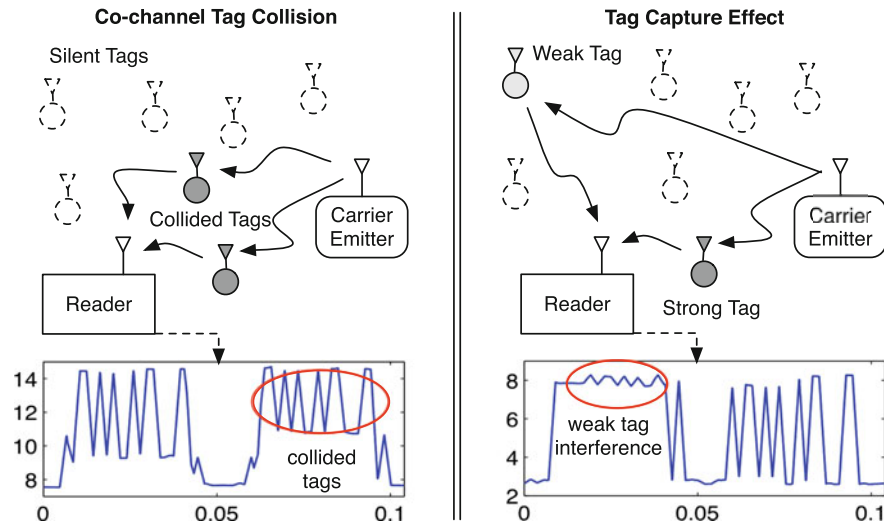 Co-channel Tag Collision
Silent Tags
Collided Tags
Carrier
Emitter
Reader
14
12
10
8
collided
tags
0
0.05
0.1
Tag Capture Effect
Weak Tag
Carrier
Emitter
Reader
Strong Tag
8
6
4
2
weak tag
interference
0
0.05
0.1